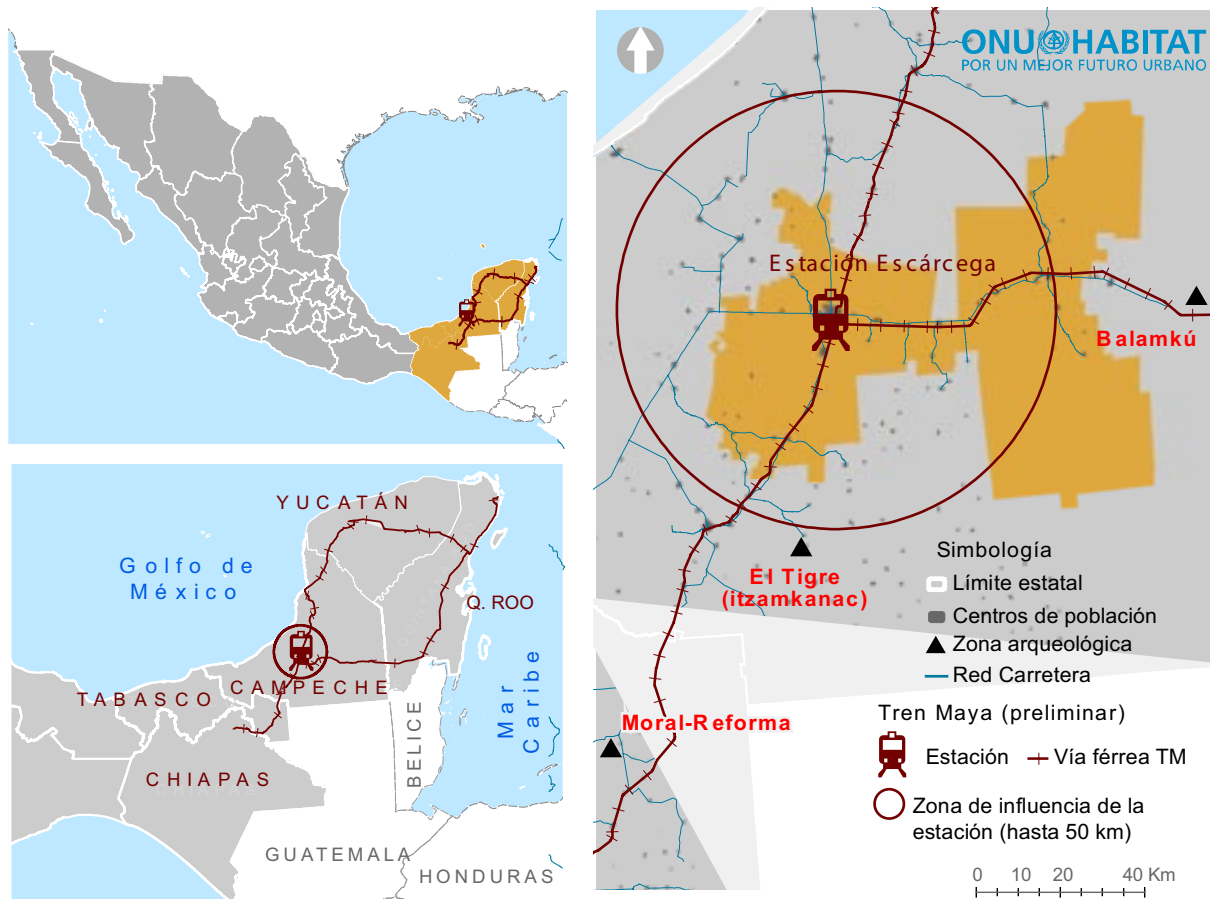 ONU HABITAT
POR UN MEJOR FUTURO URBANO
Estación Escárcega
Balamkú
El Tigre
(itzamkanac)
Moral-Reforma
Simbología
Límite estatal
Centros de población
Zona arqueológica
Red Carretera
Tren Maya (preliminar)
Estación
Vía férrea TM
Zona de influencia de la
estación (hasta 50 km)
0 10 20 40 Km
YUCATÁN
Golfo de
México
Q. ROO
QUINTANA ROO
TABASCO
CAMPECHE
Mar
Caribe
BELICE
CHIAPAS
CHIAPAS
GUATEMALA
HONDURAS